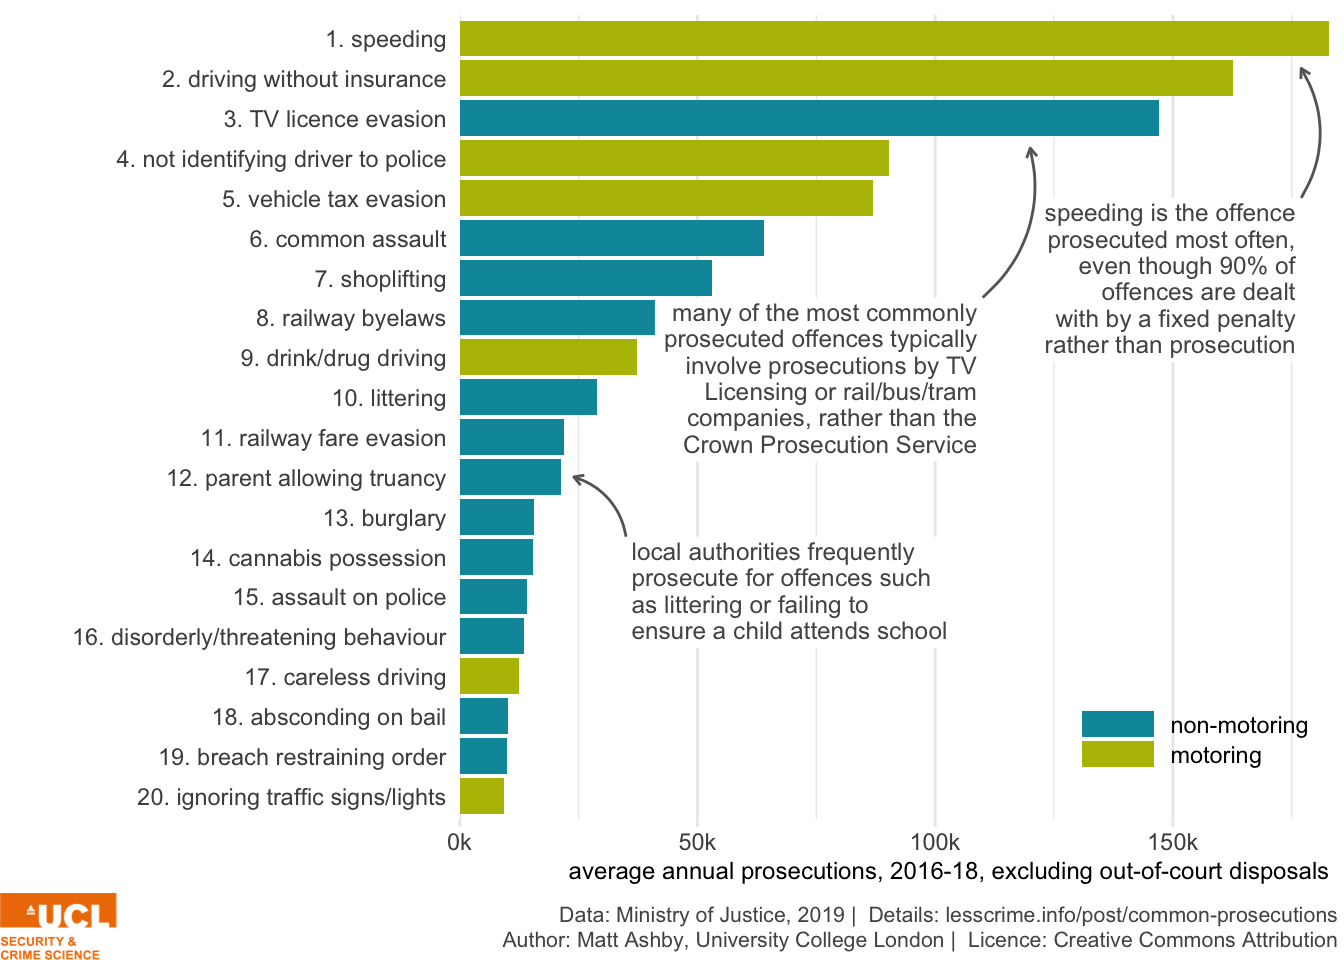 1. speeding
2. driving without insurance
3. TV licence evasion
4. not identifying driver to police
5. vehicle tax evasion
6. common assault
7. shoplifting
8. railway byelaws
9. drink/drug driving
10. littering
11. railway fare evasion
12. parent allowing truancy
13. burglary
14. cannabis possession
15. assault on police
16. disorderly/threatening behaviour
17. careless driving
18. absconding on bail
19. breach restraining order
20. ignoring traffic signs/lights
speeding is the offence
prosecuted most often,
even though 90% of
offences are dealt
with by a fixed penalty
rather than prosecution
many of the most commonly
prosecuted offences typically
involve prosecutions by TV
Licensing or rail/bus/tram
companies, rather than the
Crown Prosecution Service
local authorities frequently
prosecute for offences such
as littering or failing to
ensure a child attends school
non-motoring
motoring
0k 50k 100k 150k
average annual prosecutions, 2016-18, excluding out-of-court disposals
UCL
SECURITY &
CRIME SCIENCE
Data: Ministry of Justice, 2019 | Details: lesscrime.info/post/common-prosecutions
Author: Matt Ashby, University College London | Licence: Creative Commons Attribution